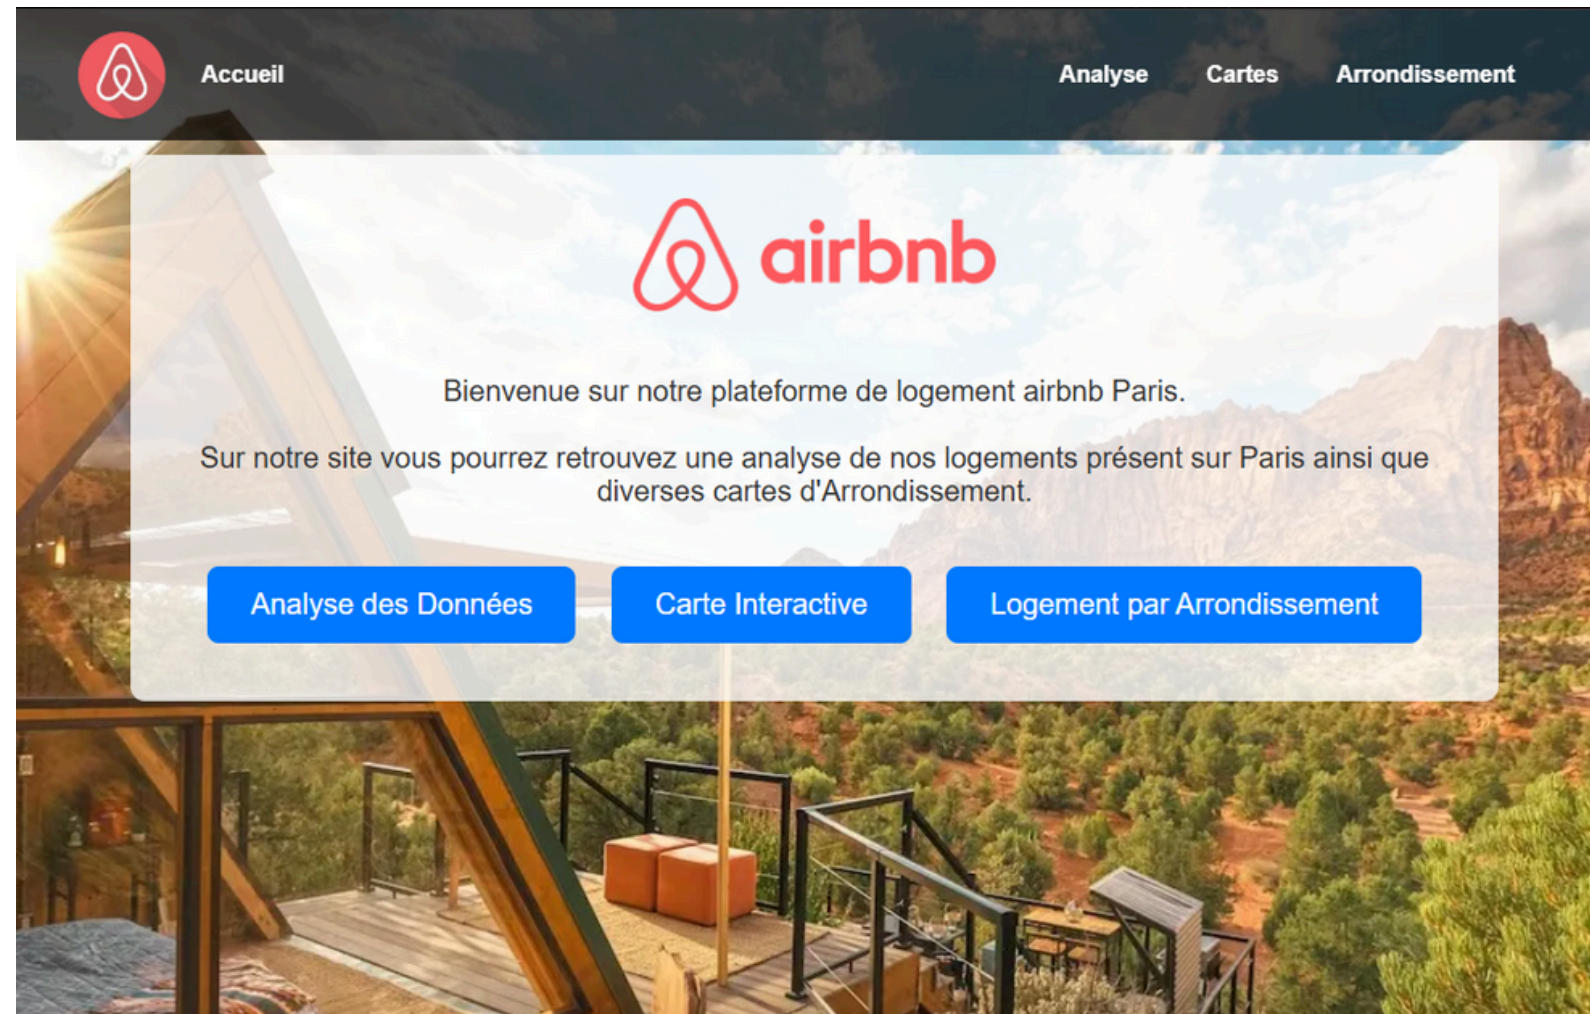 Accueil
Analyse
Cartes
Arrondissement
airbnb
Bienvenue sur notre plateforme de logement airbnb Paris.
Sur notre site vous pourrez retrouvez une analyse de nos logements présent sur Paris ainsi que
diverses cartes d'Arrondissement.
Analyse des Données
Carte Interactive
Logement par Arrondissement